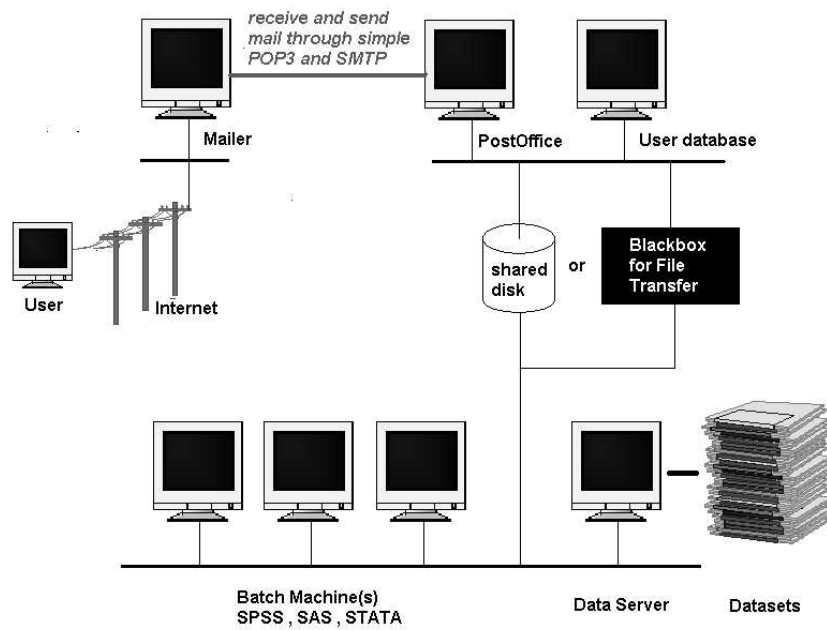 receive and send
mail through simple
POP3 and SMTP
Mailer
PostOffice
User database
User
Internet
shared
disk
or
Blackbox
for File
Transfer
Batch Machine(s)
SPSS , SAS , STATA
Data Server
Datasets